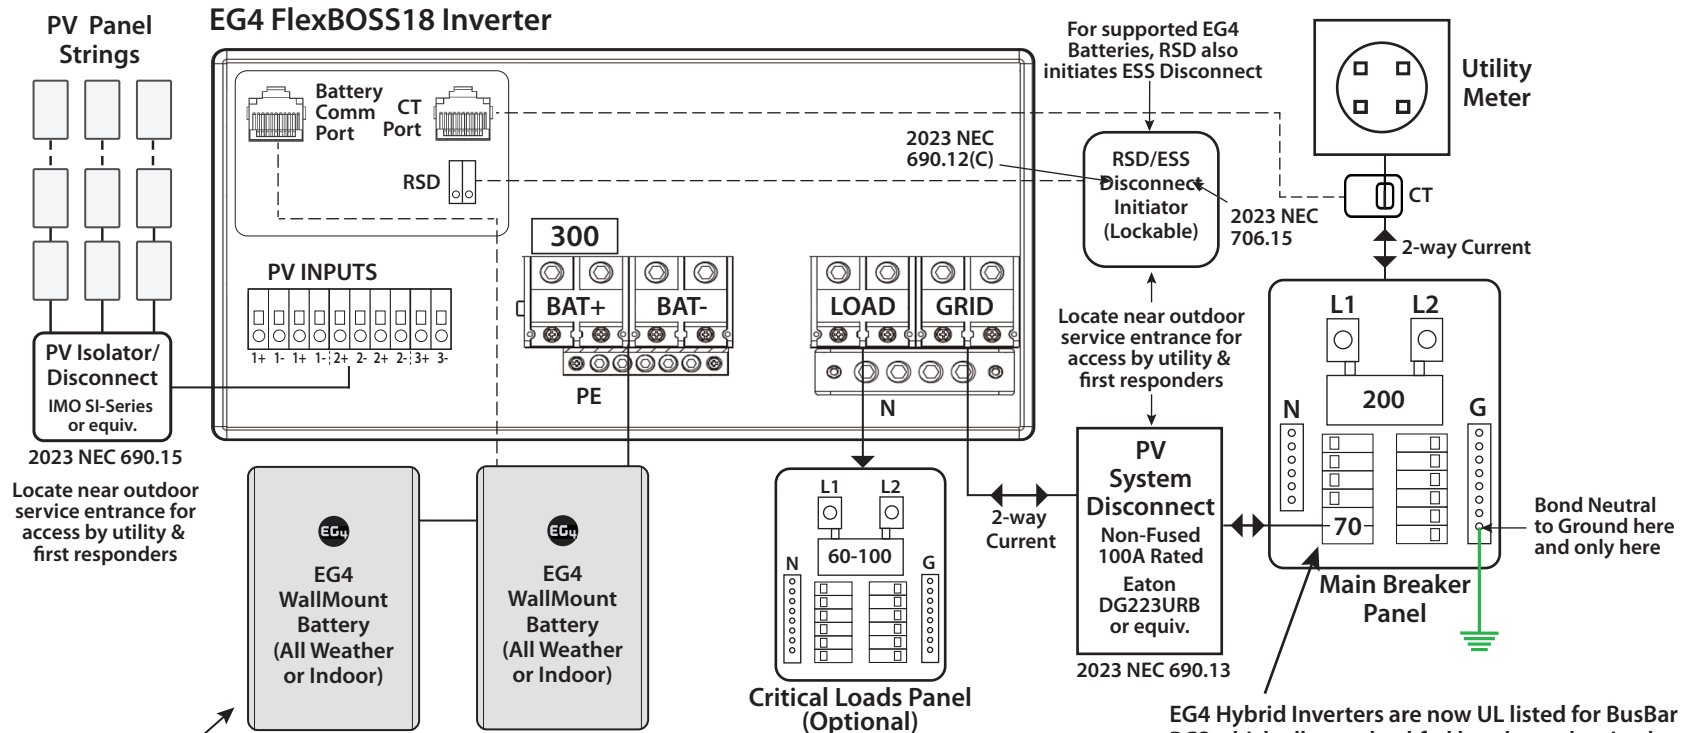 EG4 FlexBOSS18 Inverter
PV Panel
Strings
Battery
Comm
Port
CT
Port
RSD
For supported EG4
Batteries, RSD also
initiates ESS Disconnect
2023 NEC
690.12(C)
RSD/ESS
Disconnect
Initiator
(Lockable)
2023 NEC
706.15
Utility
Meter
CT
2-way Current
300
PV INPUTS
BAT+
BAT-
LOAD
GRID
1+ 1- 1+ 1- 2+ 2- 2+ 2- 3+ 3-
PE
N
PV Isolator/
Disconnect
IMO SI-Series
or equiv.
2023 NEC 690.15
Locate near outdoor
service entrance for
access by utility &
first responders
Locate near outdoor
service entrance for
access by utility &
first responders
L1
L2
200
N
G
70
Bond Neutral
to Ground here
and only here
Main Breaker
Panel
EG4
EG4
WallMount
Battery
(All Weather
or Indoor)
EG4
EG4
WallMount
Battery
(All Weather
or Indoor)
L1
L2
60-100
N
G
Critical Loads Panel
(Optional)
2-way
Current
PV
System
Disconnect
Non-Fused
100A Rated
Eaton
DG223URB
or equiv.
2023 NEC 690.13
EG4 Hybrid Inverters are now UL listed for BusBar